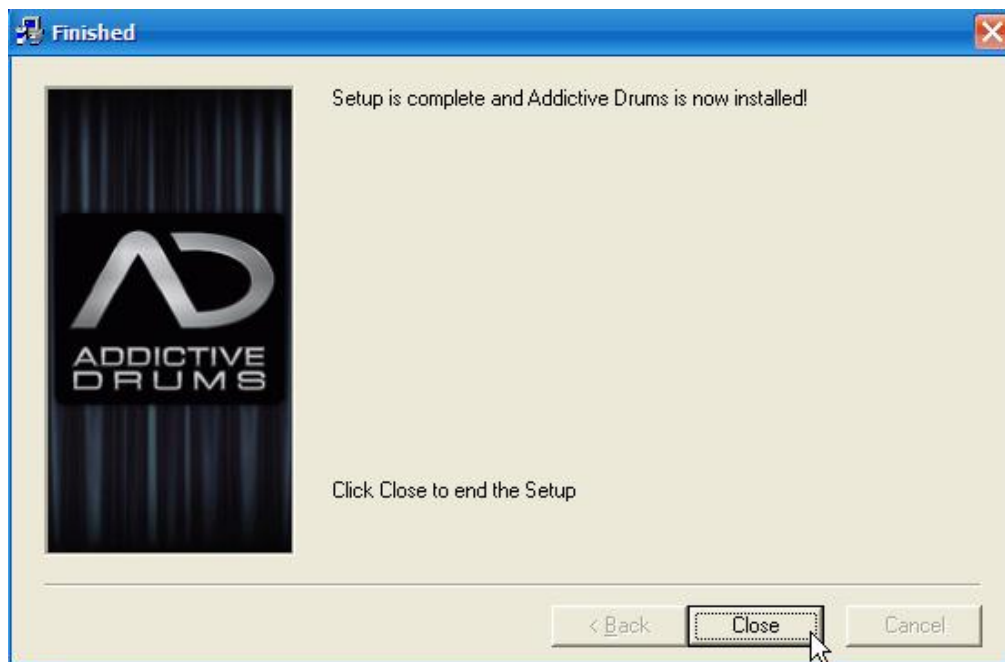 Finished
Setup is complete and Addictive Drums is now installed!
AD
ADDICTIVE
DRUMS
Click Close to end the Setup
< Back
Close
Cancel